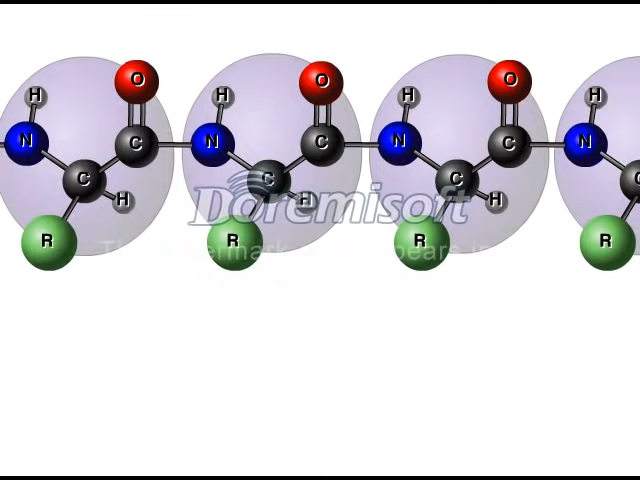 H O H O H O H
N C N C N C N
C H C H C H C
Doremisoft
R R R R